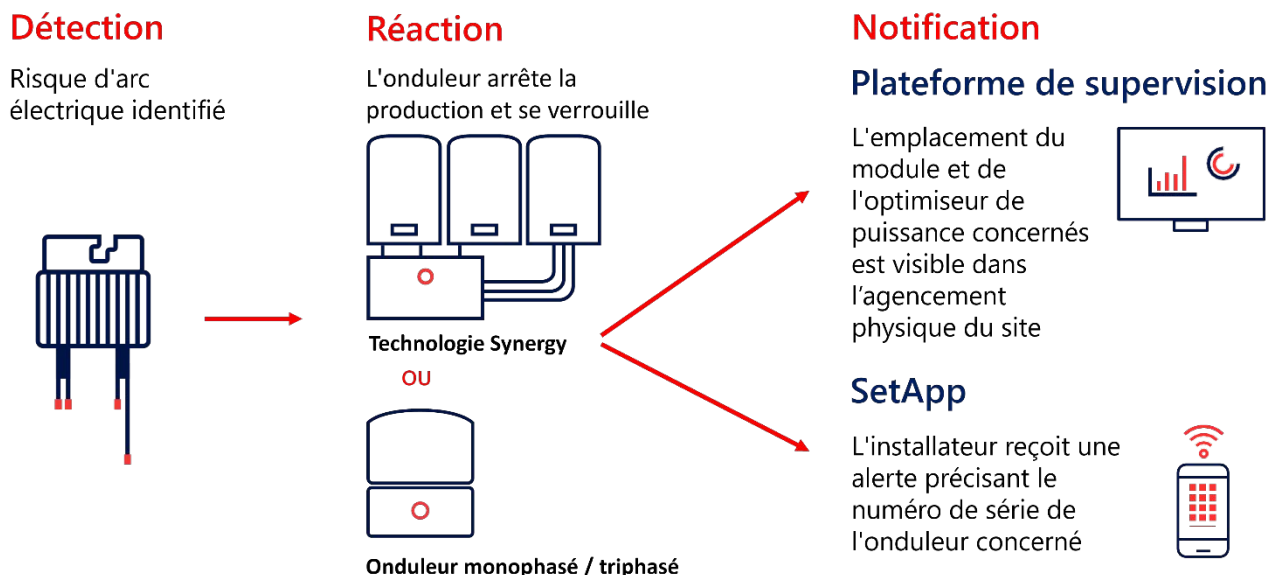 Détection
Risque d'arc
électrique identifié
Réaction
L'onduleur arrête la
production et se verrouille
Technologie Synergy
OU
Onduleur monophasé / triphasé
Notification
Plateforme de supervision
L'emplacement du
module et de
l'optimiseur de
puissance concernés
est visible dans
l’agencement
physique du site
SetApp
L'installateur reçoit une
alerte précisant le
numéro de série de
l'onduleur concerné